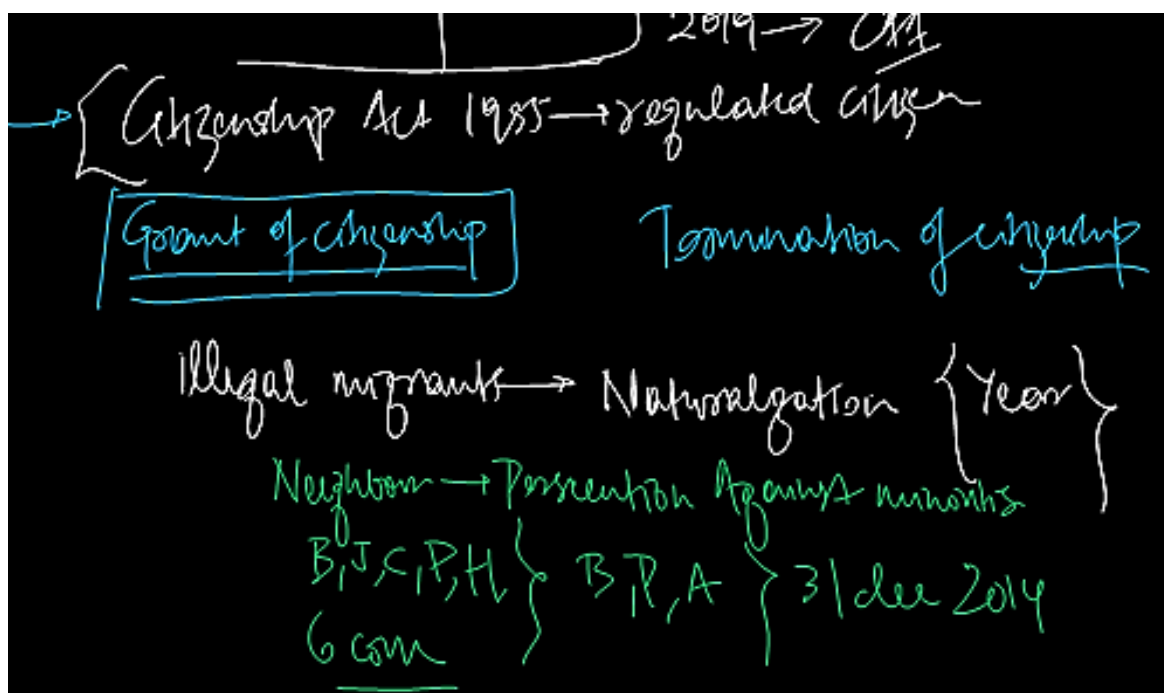 2019 → CAA
Citizenship Act 1955 → regulated citizen
Grant of citizenship Termination of citizenship
Illegal migrants → Naturalization {Year}
Neighbour → Persecution Against minorities
B, J, C, P, H } B, P, A } 31 dec 2014
6 com